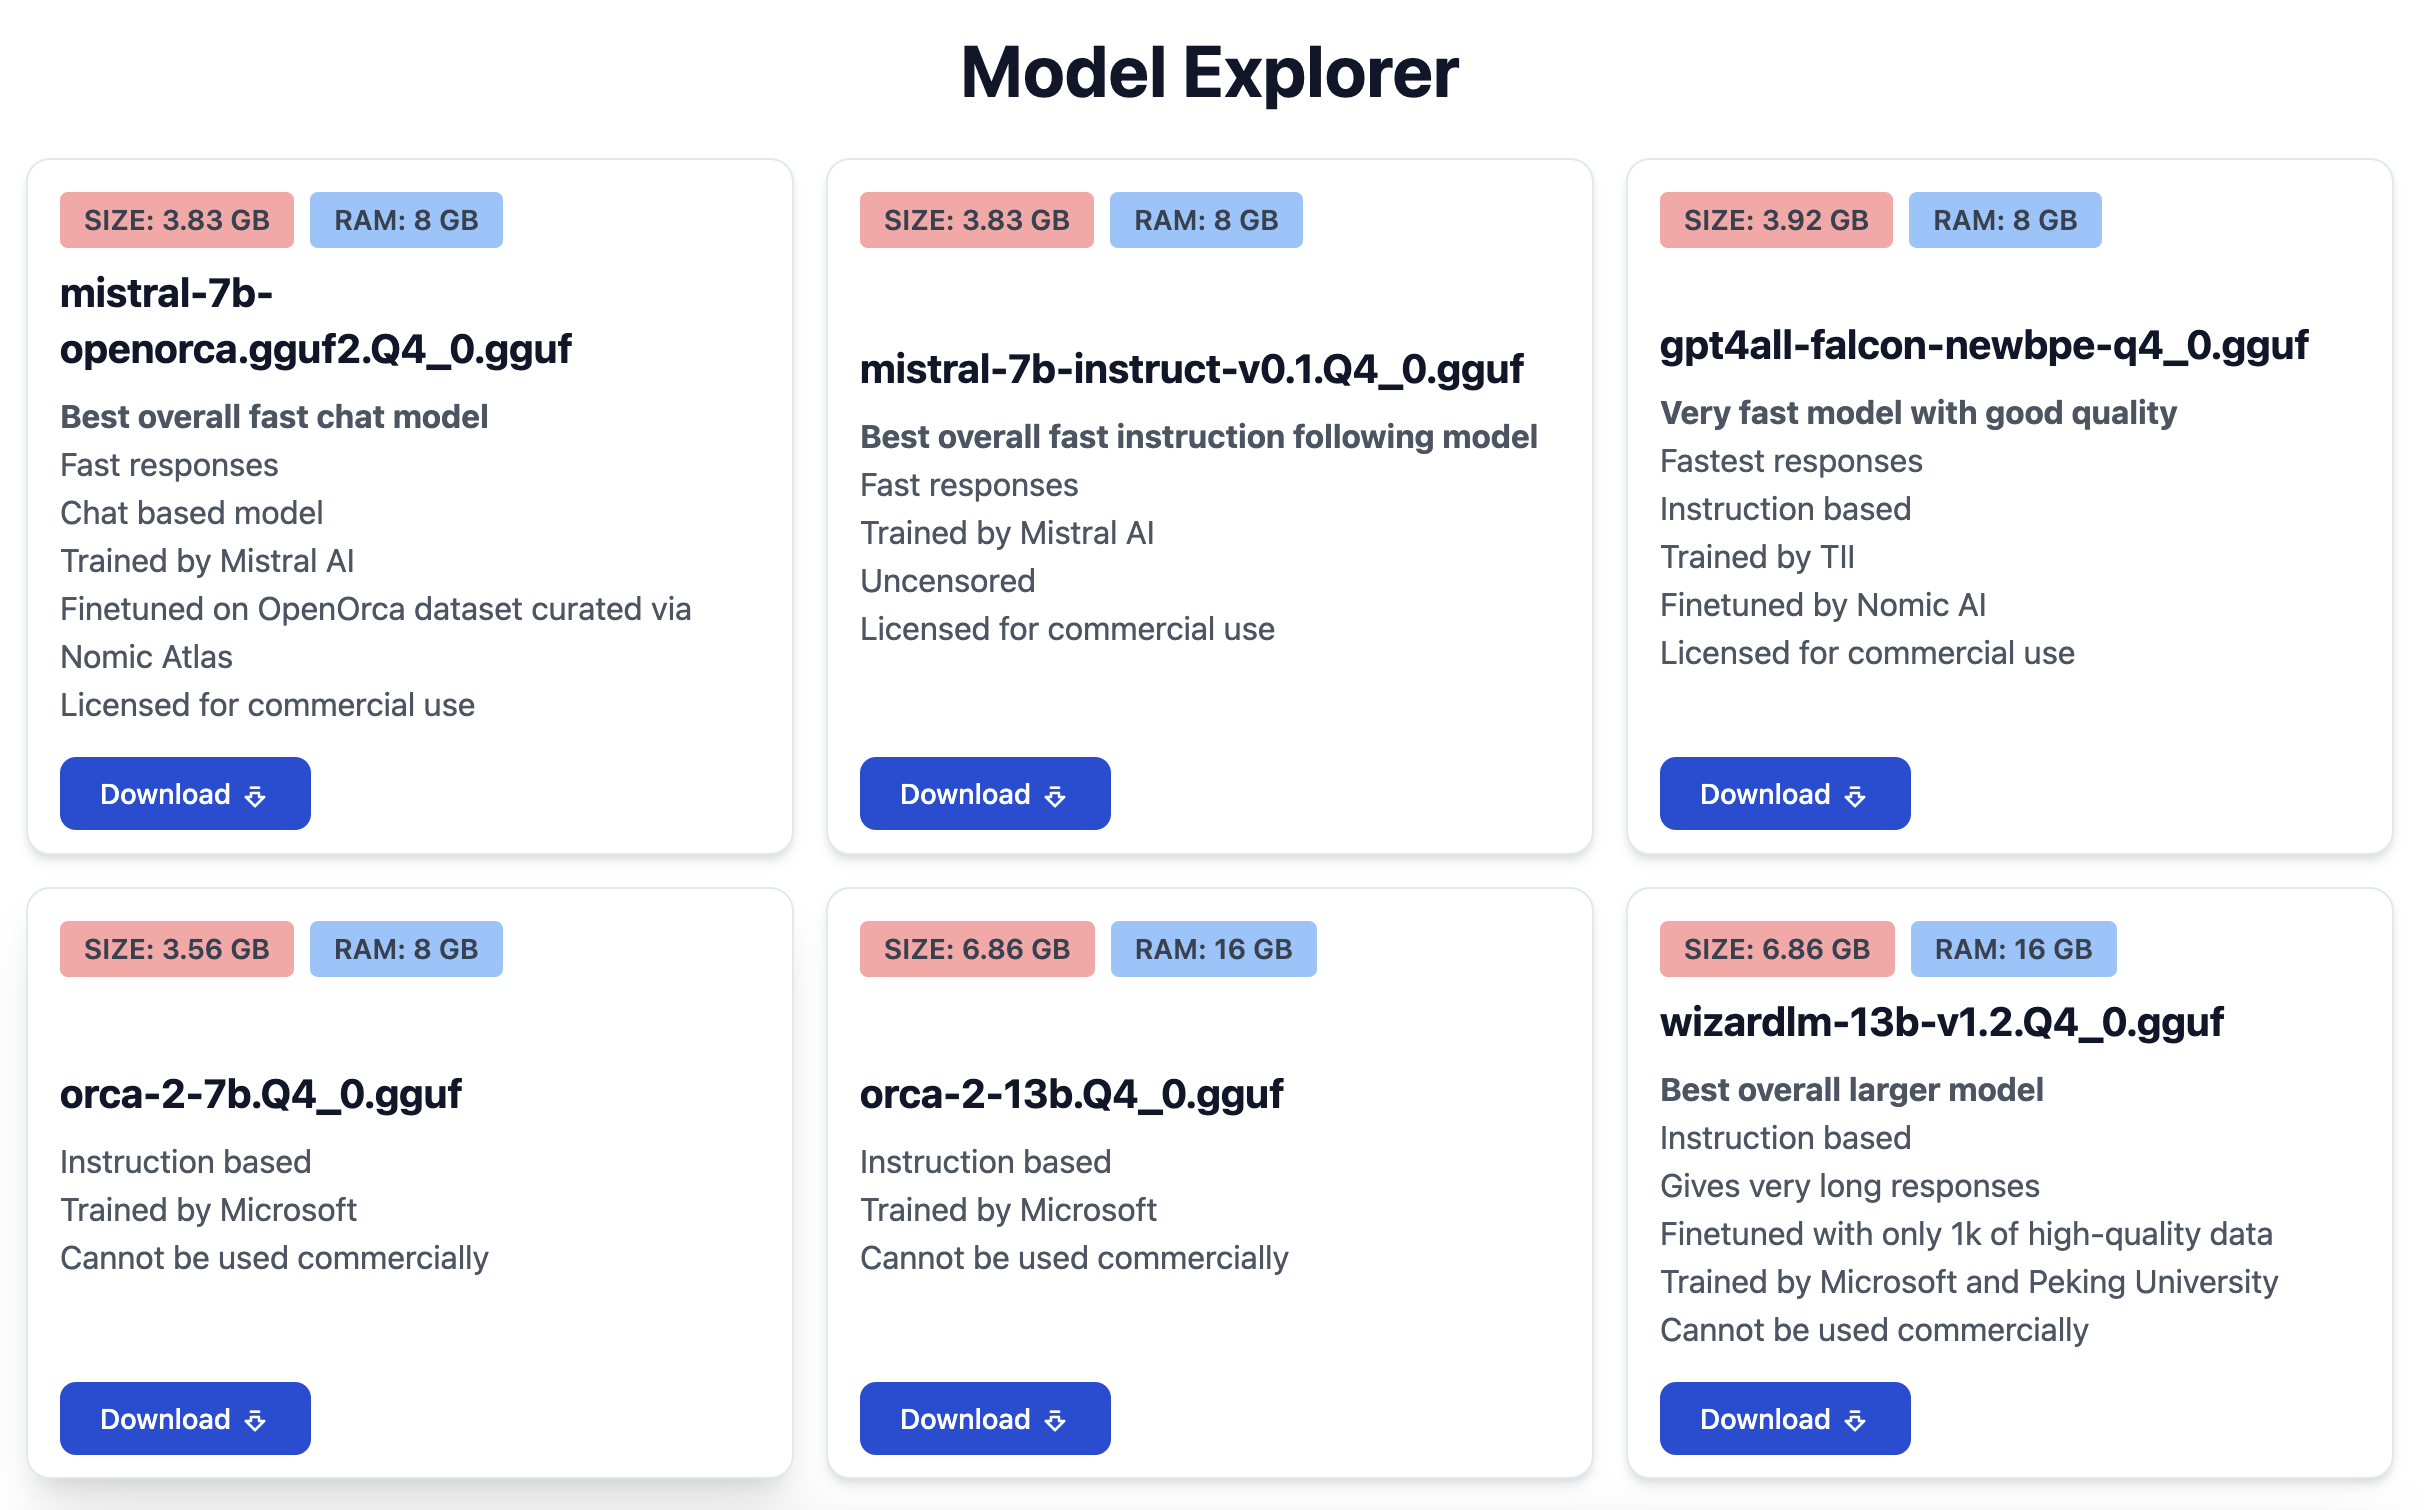 Model Explorer
SIZE: 3.83 GB
RAM: 8 GB
mistral-7b-
openorca.gguf2.Q4_0.gguf
Best overall fast chat model
Fast responses
Chat based model
Trained by Mistral AI
Finetuned on OpenOrca dataset curated via
Nomic Atlas
Licensed for commercial use
Download
SIZE: 3.83 GB
RAM: 8 GB
mistral-7b-instruct-v0.1.Q4_0.gguf
Best overall fast instruction following model
Fast responses
Trained by Mistral AI
Uncensored
Licensed for commercial use
Download
SIZE: 3.92 GB
RAM: 8 GB
gpt4all-falcon-newbpe-q4_0.gguf
Very fast model with good quality
Fastest responses
Instruction based
Trained by TII
Finetuned by Nomic AI
Licensed for commercial use
Download
SIZE: 3.56 GB
RAM: 8 GB
orca-2-7b.Q4_0.gguf
Instruction based
Trained by Microsoft
Cannot be used commercially
Download
SIZE: 6.86 GB
RAM: 16 GB
orca-2-13b.Q4_0.gguf
Instruction based
Trained by Microsoft
Cannot be used commercially
Download
SIZE: 6.86 GB
RAM: 16 GB
wizardlm-13b-v1.2.Q4_0.gguf
Best overall larger model
Instruction based
Gives very long responses
Finetuned with only 1k of high-quality data
Trained by Microsoft and Peking University
Cannot be used commercially
Download